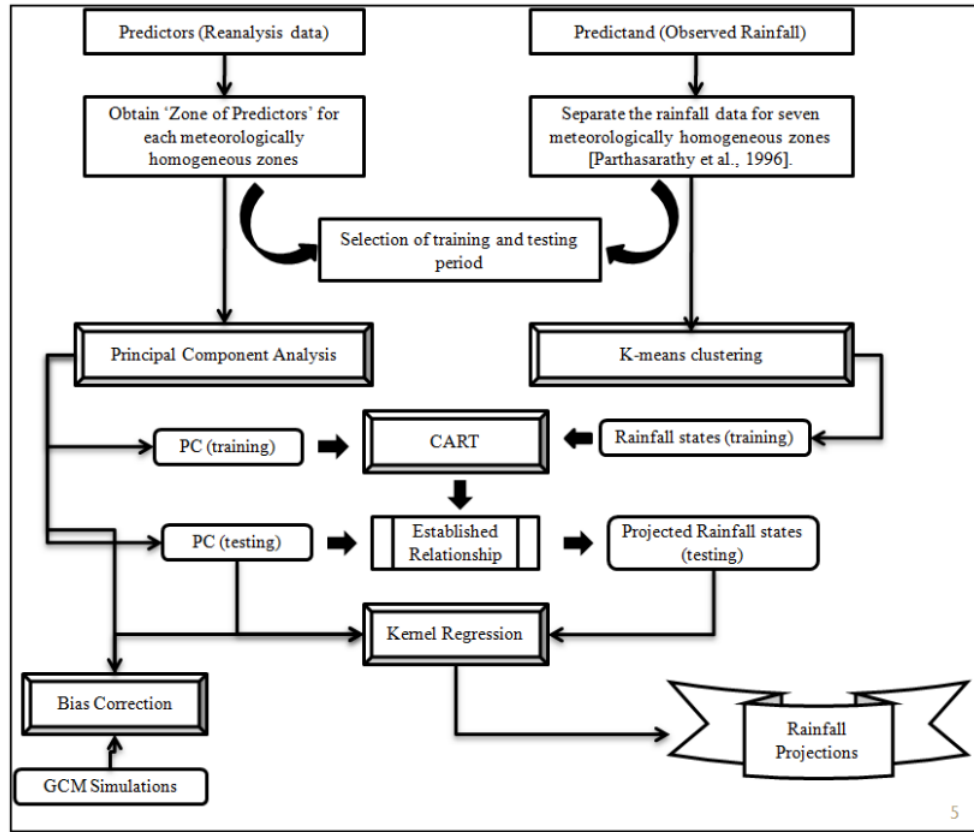 Predictors (Reanalysis data)
Predictand (Observed Rainfall)
Obtain ‘Zone of Predictors’ for
each meteorologically
homogeneous zones
Separate the rainfall data for seven
meteorologically homogeneous zones
[Parthasarathy et al., 1996].
Selection of training and testing
period
Principal Component Analysis
K-means clustering
PC (training)
CART
Rainfall states (training)
PC (testing)
Established
Relationship
Projected Rainfall states
(testing)
Kernel Regression
Bias Correction
Rainfall
Projections
GCM Simulations
5